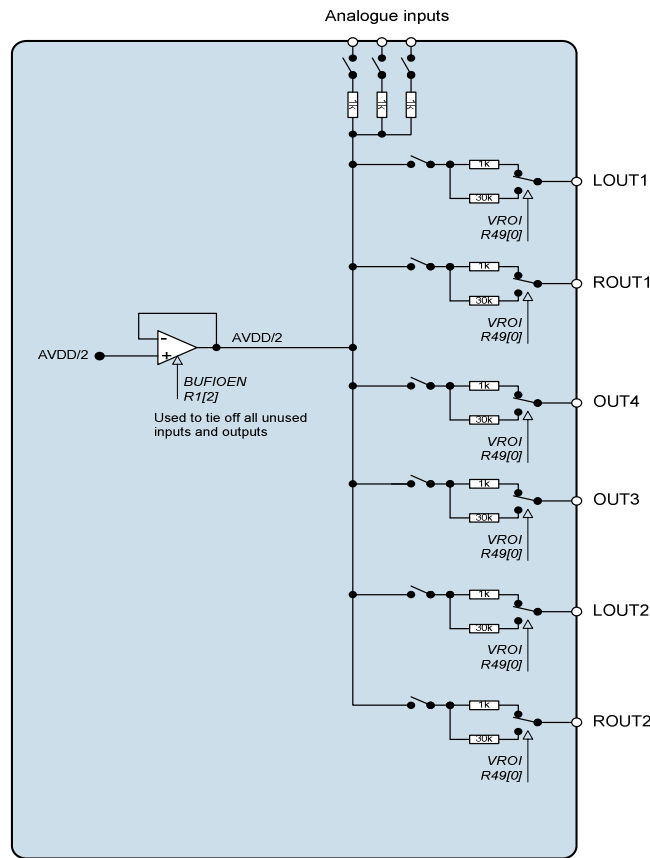 Analogue inputs
1k 1k 1k
1k
30k
LOUT1
VROI
R49[0]
1k
30k
ROUT1
VROI
R49[0]
AVDD/2
-
+
AVDD/2
BUFIOEN
R1[2]
Used to tie off all unused
inputs and outputs
1k
30k
OUT4
VROI
R49[0]
1k
30k
OUT3
VROI
R49[0]
1k
30k
LOUT2
VROI
R49[0]
1k
30k
ROUT2
VROI
R49[0]